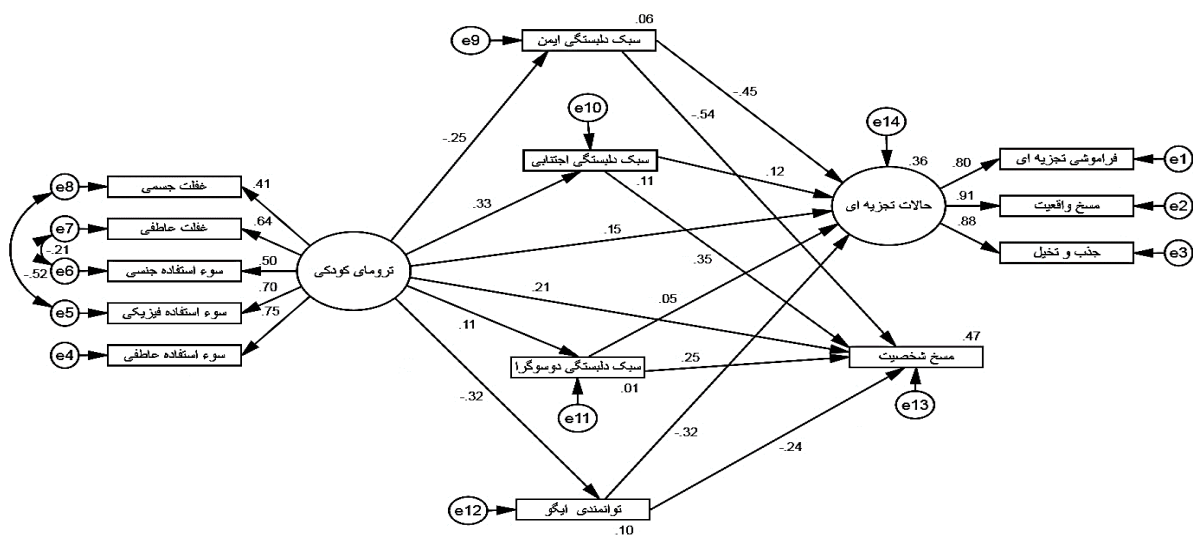 .06
سبک دلبستگی ایمن
e9
-.45
-.54
e10
e14
-.25
سبک دلبستگی اجتنابی
.11
.12
.36
حالات تجزیه ای
.80
فراموشی تجزیه ای
e1
.91
مسخ واقعیت
e2
.88
جذب و تخیل
e3
e8
خفلت جسمی
.41
e7
خفلت عاطفی
.64
-.21
e6
سوء استفاده جنسی
.50
-.52
e5
سوء استفاده فیزیکی
.70
.75
e4
سوء استفاده عاطفی
ترومای کودکی
.33
.15
.35
.21
.05
.11
سبک دلبستگی دوسوگرا
.01
.25
.47
مسخ شخصیت
e11
e13
-.32
-.32
-.24
e12
توانمندی ایگو
.10